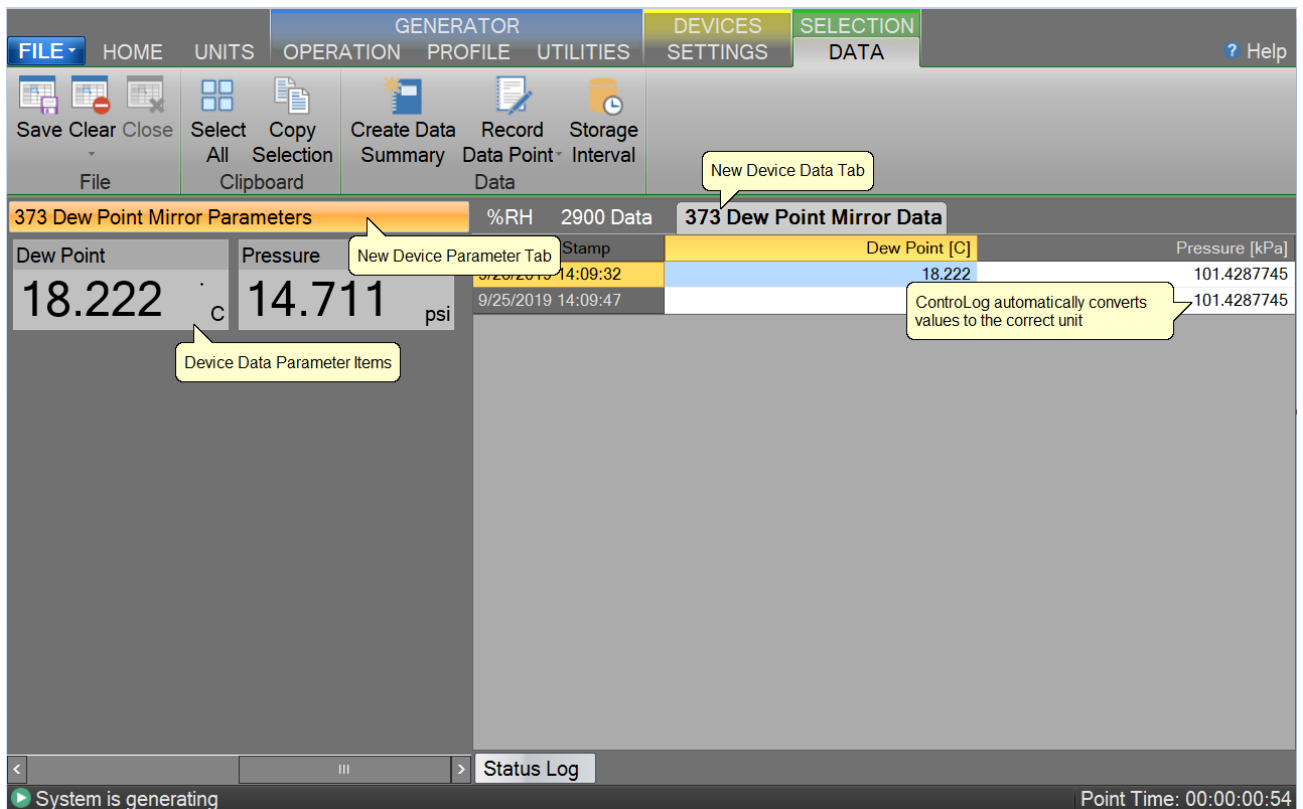 GENERATOR DEVICES SELECTION
FILE HOME UNITS OPERATION PROFILE UTILITIES SETTINGS DATA ? Help
Save Clear Close Select All Copy Selection Create Data Summary Record Data Point Storage Interval
File Clipboard Data
New Device Data Tab
373 Dew Point Mirror Parameters %RH 2900 Data 373 Dew Point Mirror Data
New Device Parameter Tab
Stamp Dew Point [C] Pressure [kPa]
Dew Point Pressure
14:09:32 18.222 101.4287745
18.222 ° C 14.711 psi
9/25/2019 14:09:47 101.4287745
ControLog automatically converts
values to the correct unit
Device Data Parameter Items
Status Log
System is generating Point Time: 00:00:00:54